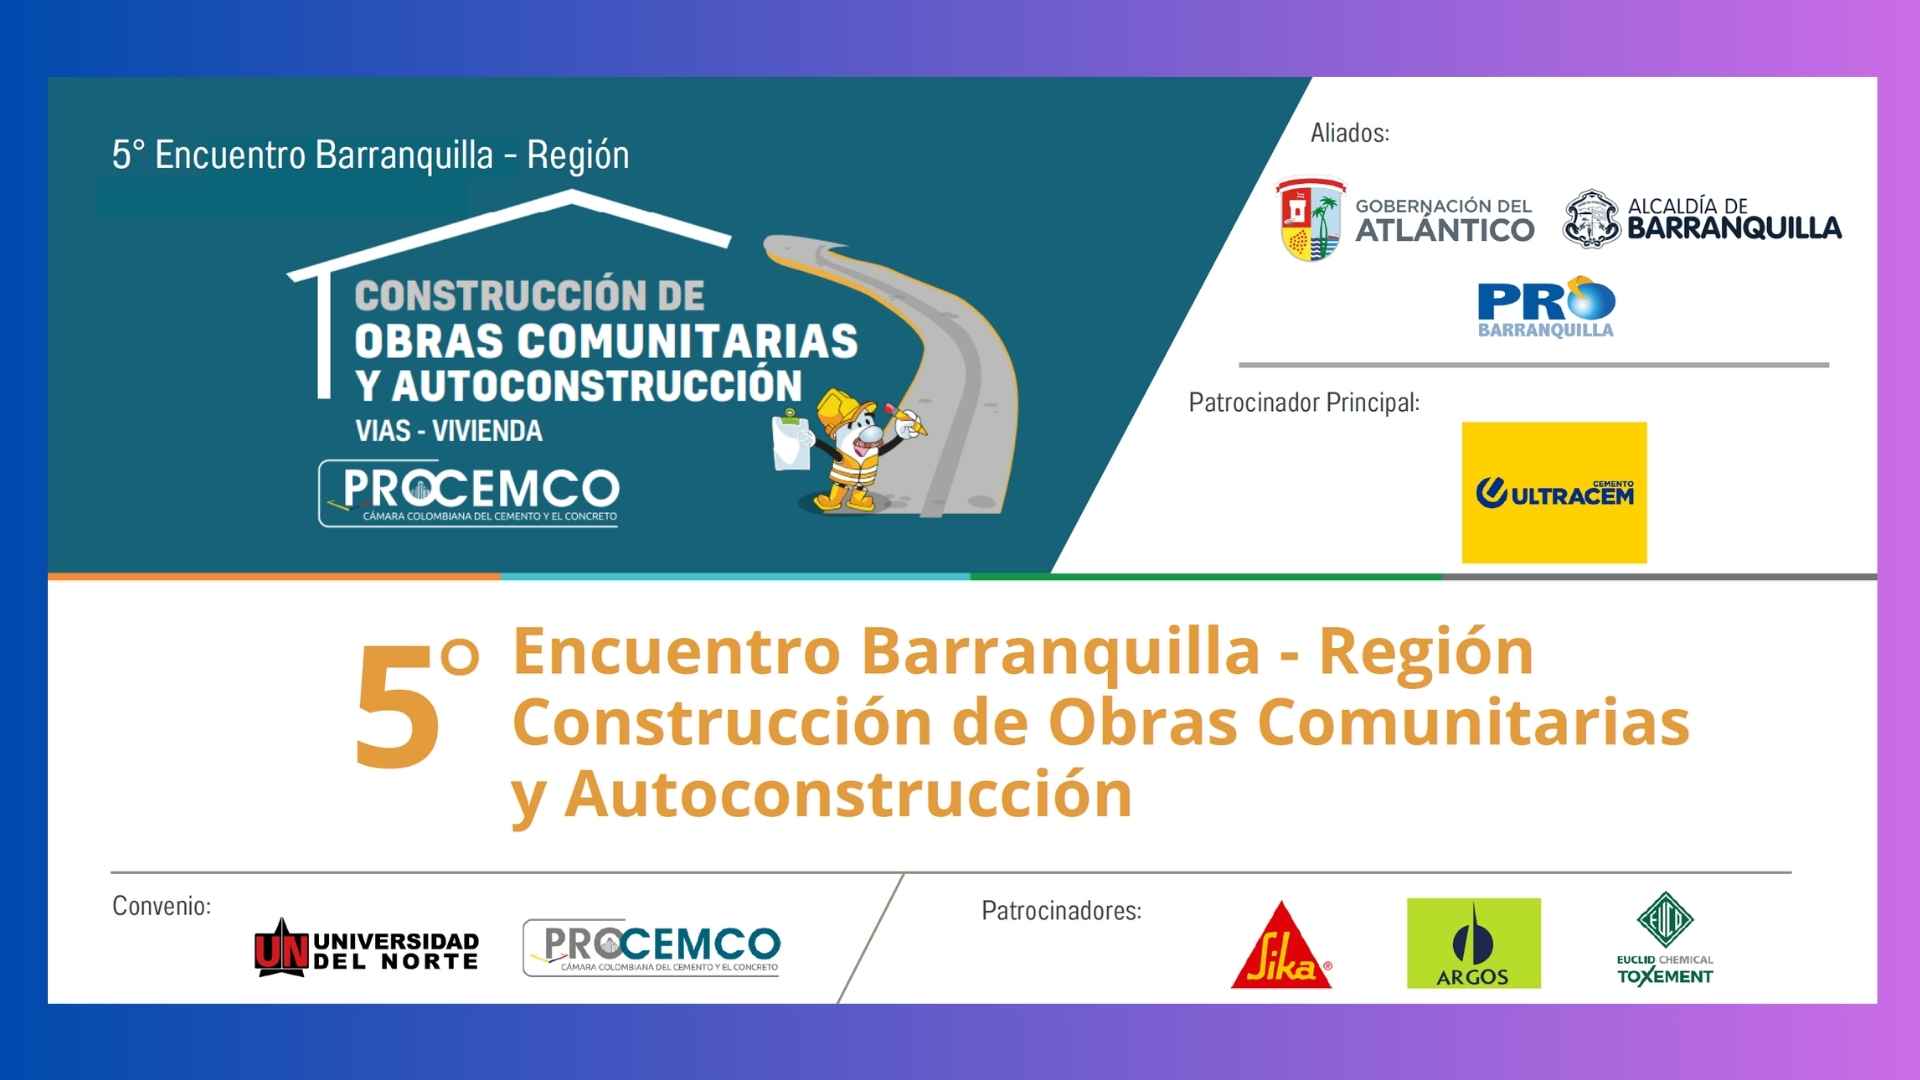 5° Encuentro Barranquilla - Región
CONSTRUCCIÓN DE
OBRAS COMUNITARIAS
Y AUTOCONSTRUCCIÓN
VIAS - VIVIENDA
PROCEMCO
CÁMARA COLOMBIANA DEL CEMENTO Y EL CONCRETO
Aliados:
GOBERNACIÓN DEL
ATLÁNTICO
ALCALDÍA DE
BARRANQUILLA
PRO
BARRANQUILLA
Patrocinador Principal:
CEMENTO
ULTRACEM
5° Encuentro Barranquilla - Región
Construcción de Obras Comunitarias
y Autoconstrucción
Convenio:
UN UNIVERSIDAD
DEL NORTE
PROCEMCO
CÁMARA COLOMBIANA DEL CEMENTO Y EL CONCRETO
Patrocinadores:
Sika®
ARGOS
EUCO
EUCLID CHEMICAL
TOXEMENT